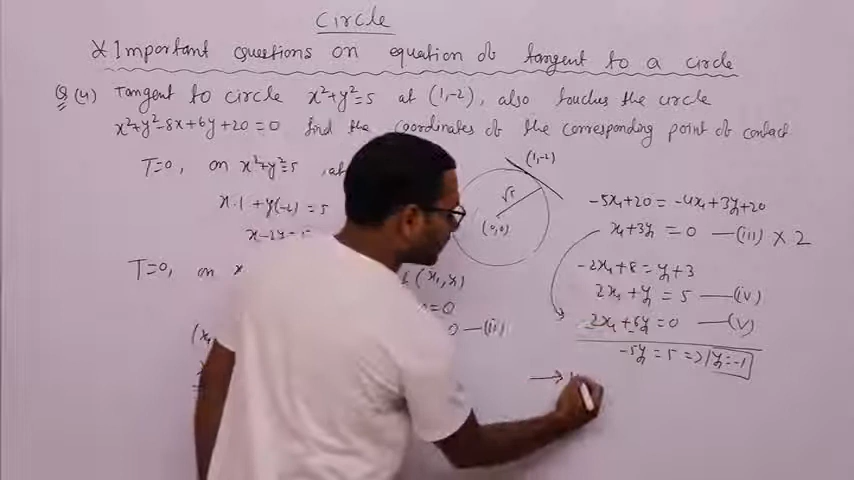 Circle
* Important questions on equation of tangent to a circle
Q (4) Tangent to circle x²+y²=5 at (1,-2), also touches the circle
x²+y²-8x+6y+20=0 find the coordinates of the corresponding point of contact
T=0, on x²+y²=5 at
x·1+y(-2)=5
x-2y=
T=0, on x
(x₁,y₁)
=0
0 —(ii)
(x₁
(1,-2)
√5
(0,0)
-5x₁+20=-4x₁+3y₁+20
x₁+3y₁=0 —(iii) × 2
-2x₁+8=y₁+3
2x₁+y₁=5 —(iv)
2x₁+6y₁=0 —(v)
-5y₁=5 => y₁=-1
→